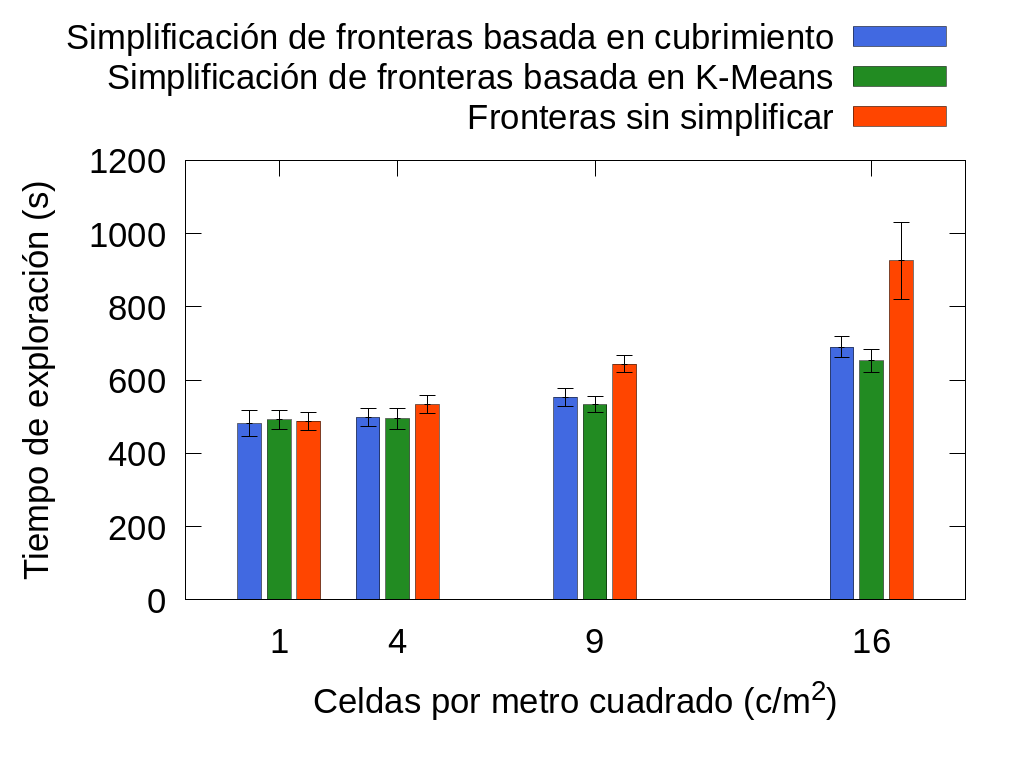 Simplificación de fronteras basada en cubrimiento
Simplificación de fronteras basada en K-Means
Fronteras sin simplificar
Tiempo de exploración (s)
1200
1000
800
600
400
200
0
1 4 9 16
Celdas por metro cuadrado (c/m²)